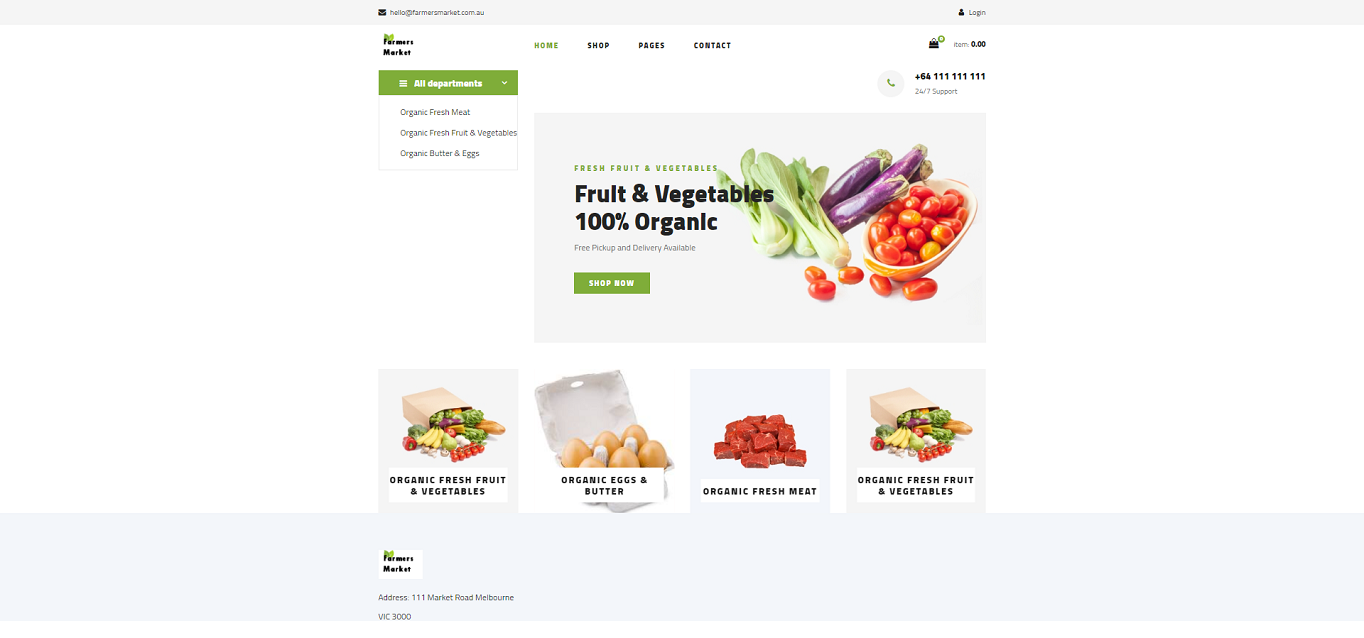 hello@farmersmarket.com.au
Login
Farmers
Market
HOME SHOP PAGES CONTACT
0
item: 0.00
All departments
+64 111 111 111
24/7 Support
Organic Fresh Meat
Organic Fresh Fruit & Vegetables
Organic Butter & Eggs
FRESH FRUIT & VEGETABLES
Fruit & Vegetables
100% Organic
Free Pickup and Delivery Available
SHOP NOW
ORGANIC FRESH FRUIT
& VEGETABLES
ORGANIC EGGS &
BUTTER
ORGANIC FRESH MEAT
ORGANIC FRESH FRUIT
& VEGETABLES
Farmers
Market
Address: 111 Market Road Melbourne
VIC 3000